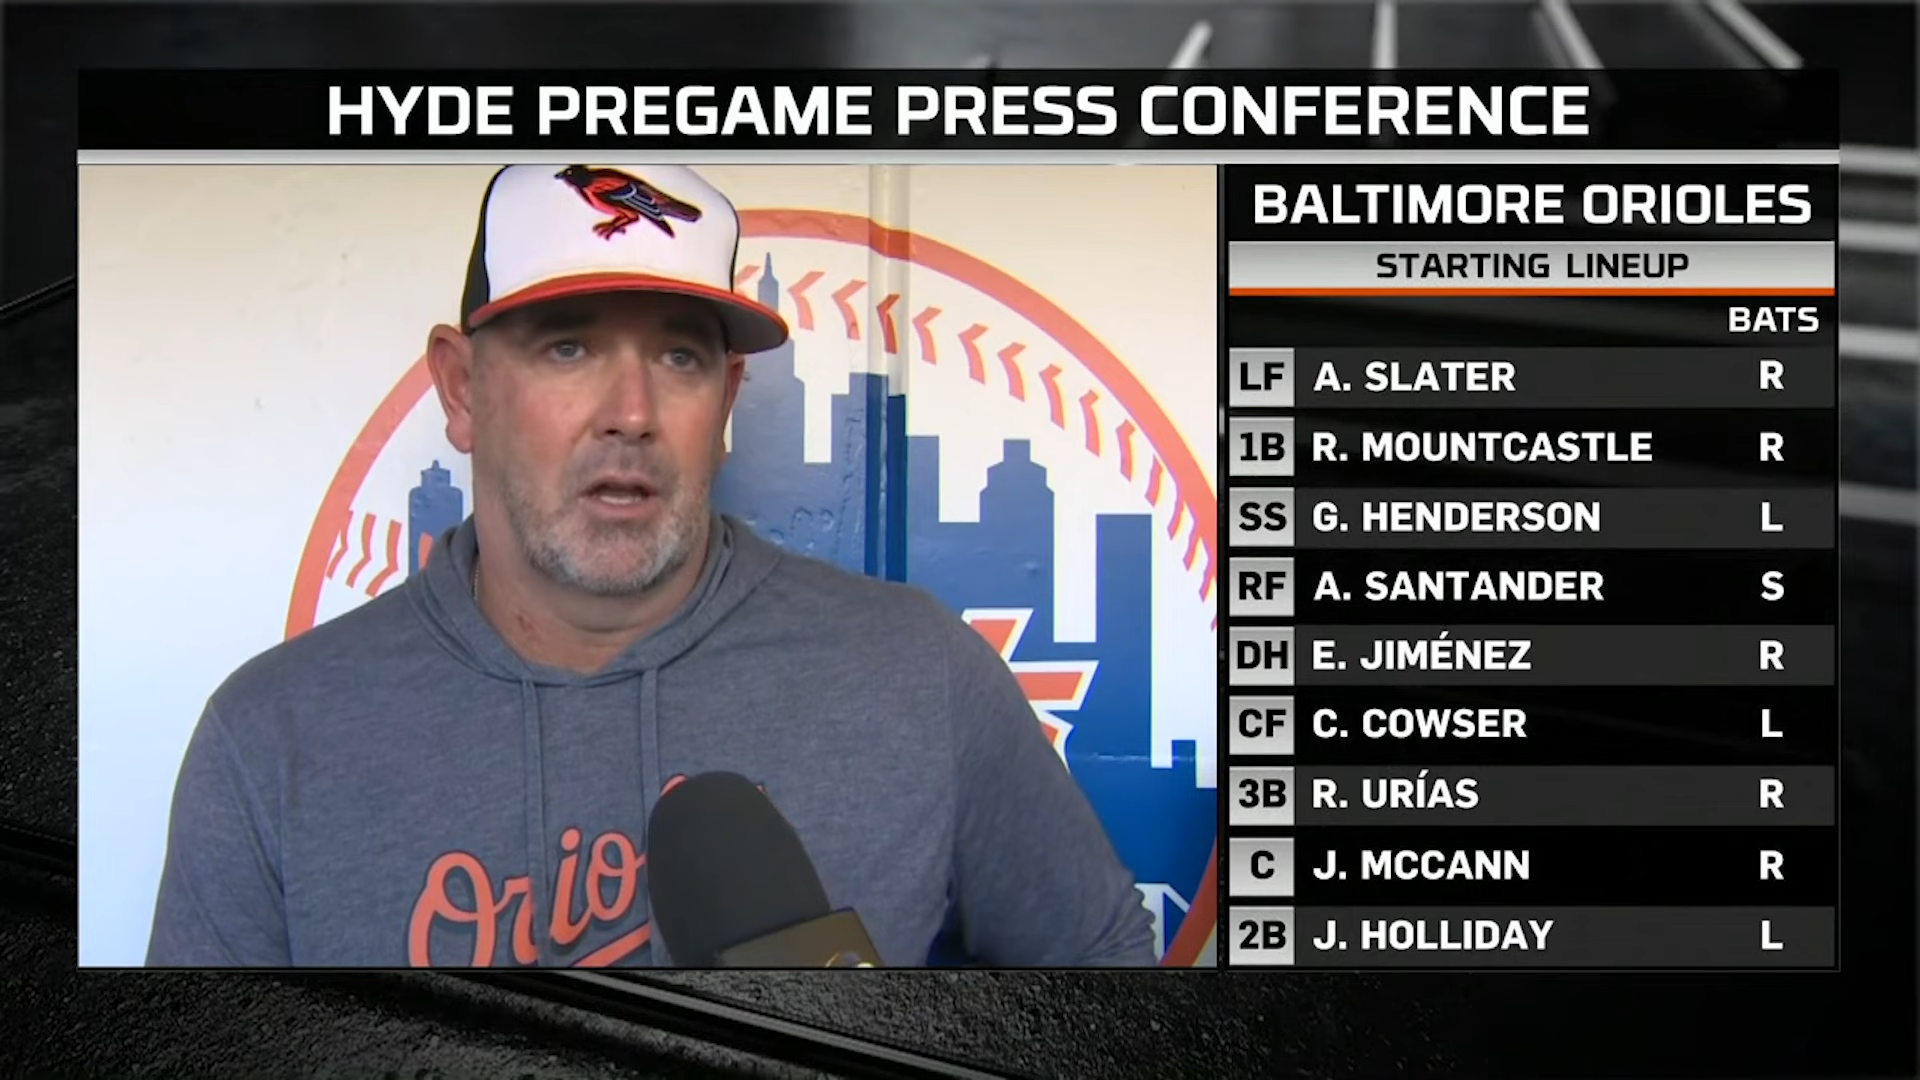 HYDE PREGAME PRESS CONFERENCE
BALTIMORE ORIOLES
STARTING LINEUP
BATS
LF A. SLATER R
1B R. MOUNTCASTLE R
SS G. HENDERSON L
RF A. SANTANDER S
DH E. JIMÉNEZ R
CF C. COWSER L
3B R. URÍAS R
C J. MCCANN R
2B J. HOLLIDAY L